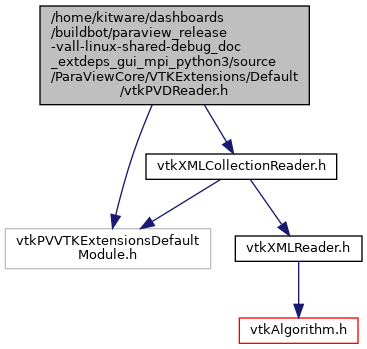 /home/kitware/dashboards
/buildbot/paraview_release
-vall-linux-shared-debug_doc
_extdeps_gui_mpi_python3/source
/ParaViewCore/VTKExtensions/Default
/vtkPVDReader.h
vtkXMLCollectionReader.h
vtkPVVTKExtensionsDefault
Module.h
vtkXMLReader.h
vtkAlgorithm.h